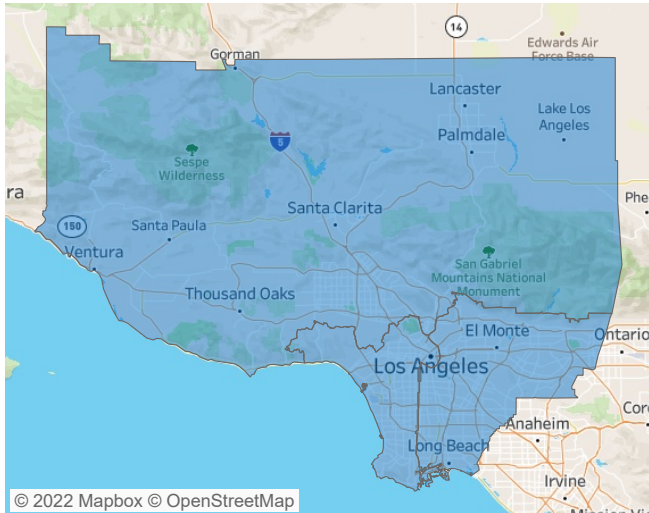 14
Edwards Air
Force Base
Gorman
Lancaster
Lake Los
Angeles
Palmdale
5
Sespe
Wilderness
ra
Santa Clarita
Phe
150
Santa Paula
Ventura
San Gabriel
Mountains National
Monument
Thousand Oaks
El Monte
Ontario
Los Angeles
Cor
Anaheim
Long Beach
Irvine
© 2022 Mapbox © OpenStreetMap
Mission Vi